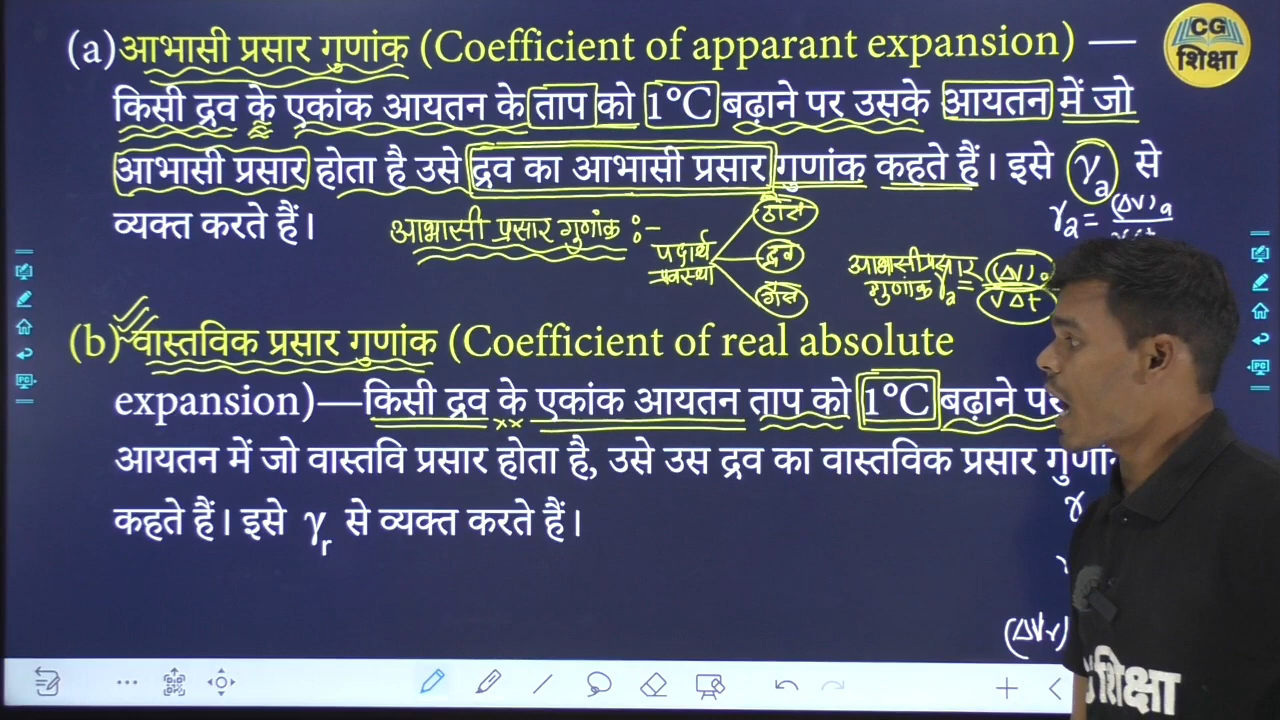 (a)आभासी प्रसार गुणांक (Coefficient of apparant expansion) —
CG
शिक्षा
किसी द्रव के एकांक आयतन के ताप को 1°C बढ़ाने पर उसके आयतन में जो
आभासी प्रसार होता है उसे द्रव का आभासी प्रसार गुणांक कहते हैं। इसे γa से
व्यक्त करते हैं।
γa = (ΔV)a
आभासी प्रसार गुणांक :-
पदार्थ
अवस्था
ठोस
द्रव
गैस
आभासी प्रसार
गुणांक γa = (ΔV)a
VΔt
(b) वास्तविक प्रसार गुणांक (Coefficient of real absolute
expansion)—किसी द्रव के एकांक आयतन ताप को 1°C बढ़ाने पर
आयतन में जो वास्तवि प्रसार होता है, उसे उस द्रव का वास्तविक प्रसार
कहते हैं। इसे γr से व्यक्त करते हैं।
γ
(ΔVr)
शिक्षा